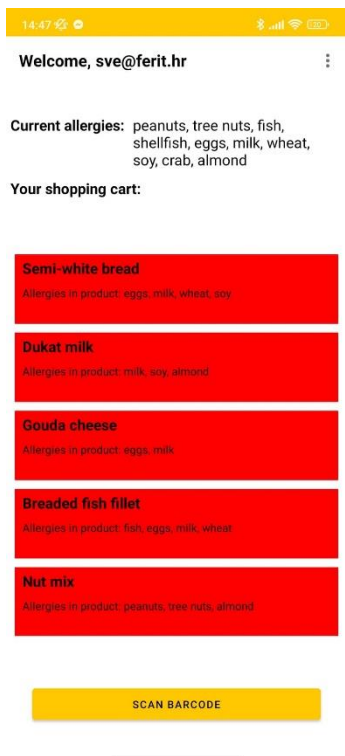 14:47
Welcome, sve@ferit.hr
Current allergies: peanuts, tree nuts, fish,
shellfish, eggs, milk, wheat,
soy, crab, almond
Your shopping cart:
Semi-white bread
Allergies in product: eggs, milk, wheat, soy
Dukat milk
Allergies in product: milk, soy, almond
Gouda cheese
Allergies in product: eggs, milk
Breaded fish fillet
Allergies in product: fish, eggs, milk, wheat
Nut mix
Allergies in product: peanuts, tree nuts, almond
SCAN BARCODE